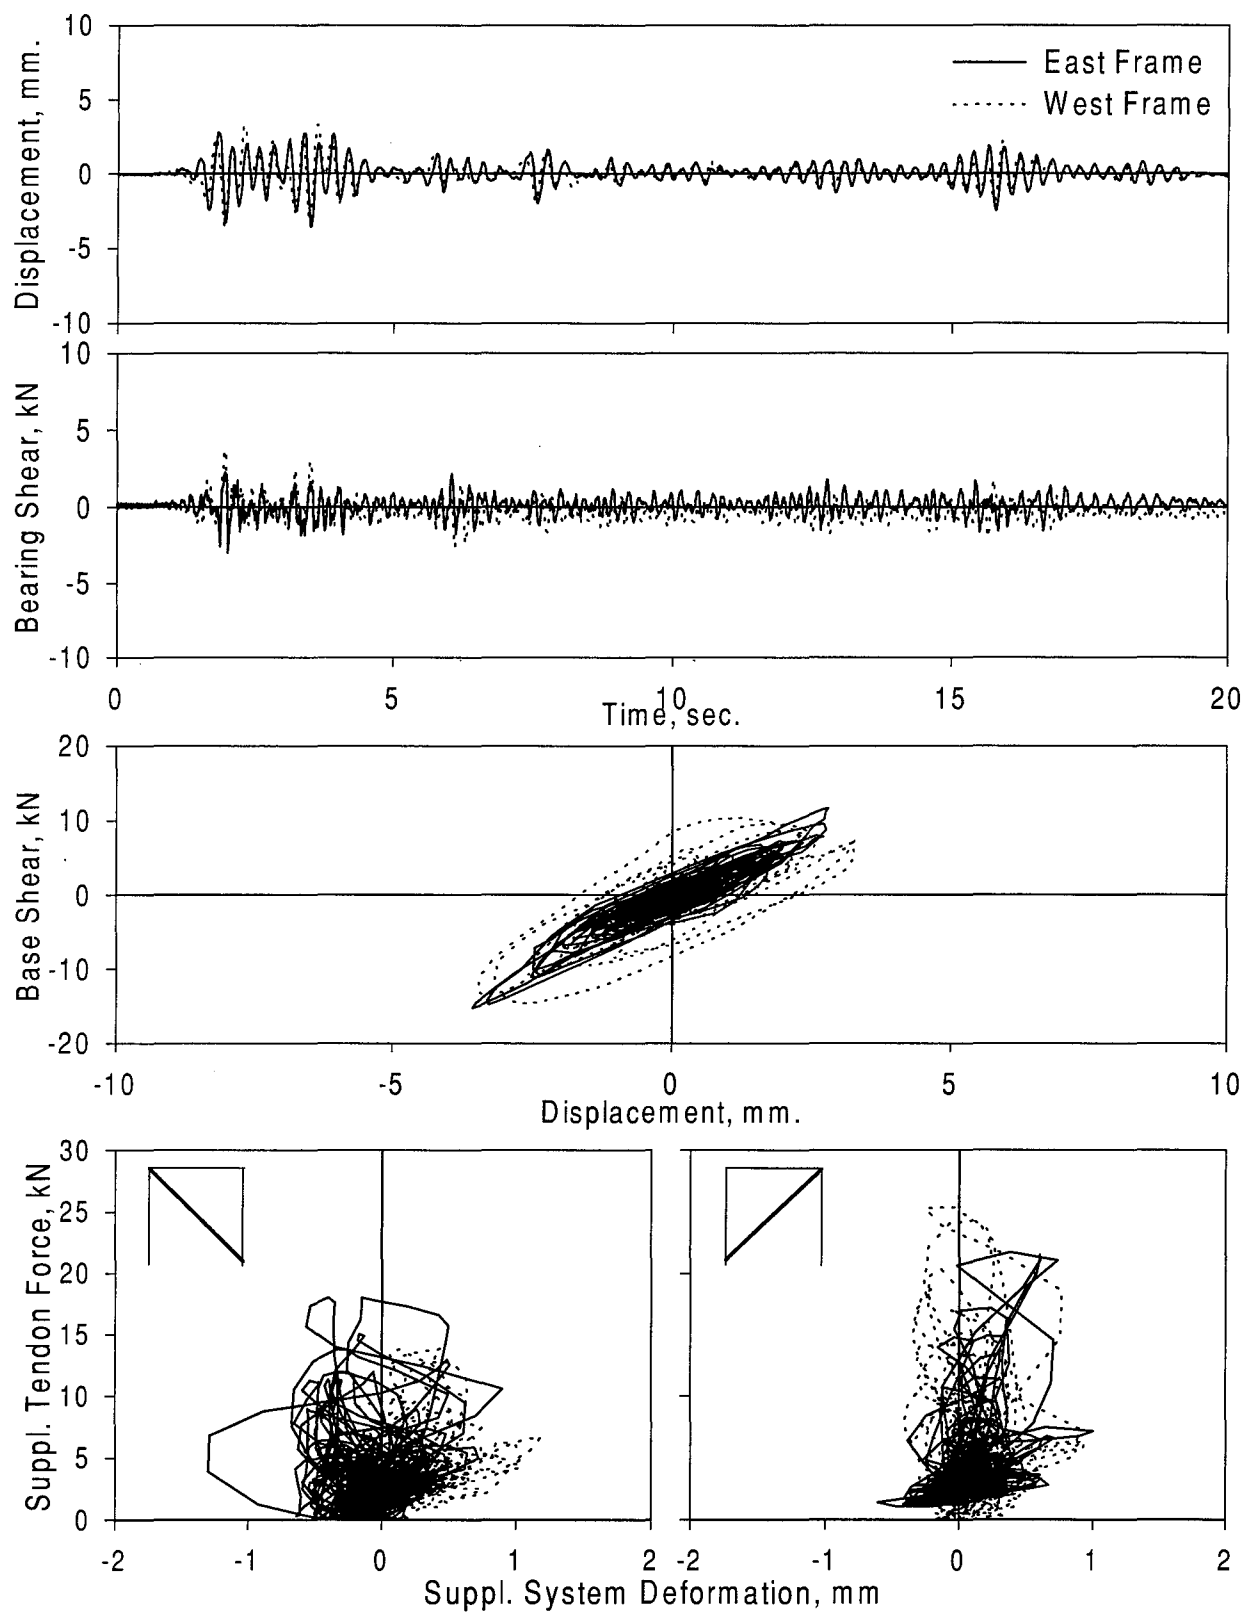 10
East Frame
West Frame
5
0
-5
-10
Displacement, mm.
10
5
0
-5
-10
Bearing Shear, kN
0 5 10 15 20
Time, sec.
20
10
0
-10
-20
Base Shear, kN
-10 -5 0 5 10
Displacement, mm.
30
25
20
15
10
5
0
Suppl. Tendon Force, kN
-2 -1 0 1 2 -2 -1 0 1 2
Suppl. System Deformation, mm